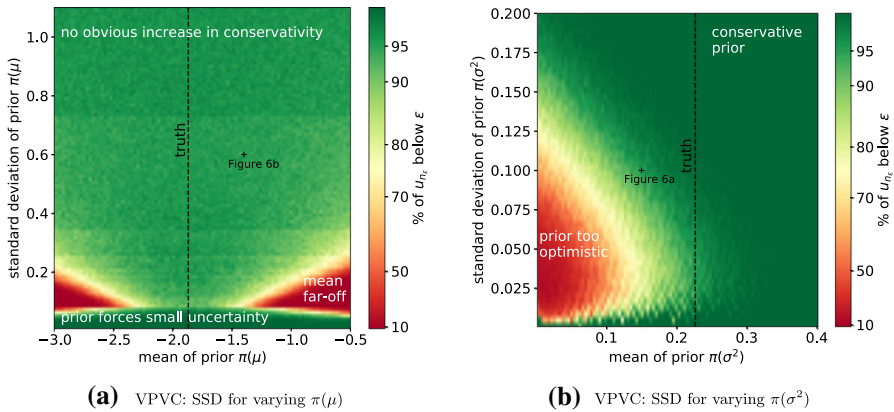 no obvious increase in conservativity
truth
Figure 6b
mean
far-off
prior forces small uncertainty
1.0
0.8
0.6
0.4
0.2
standard deviation of prior π(μ)
−3.0 −2.5 −2.0 −1.5 −1.0 −0.5
mean of prior π(μ)
95
90
80
70
50
10
% of u_{n_ε} below ε
(a) VPVC: SSD for varying π(μ)
conservative
prior
truth
Figure 6a
prior too
optimistic
0.200
0.175
0.150
0.125
0.100
0.075
0.050
0.025
standard deviation of prior π(σ²)
0.1 0.2 0.3 0.4
mean of prior π(σ²)
95
90
80
70
50
10
% of u_{n_ε} below ε
(b) VPVC: SSD for varying π(σ²)